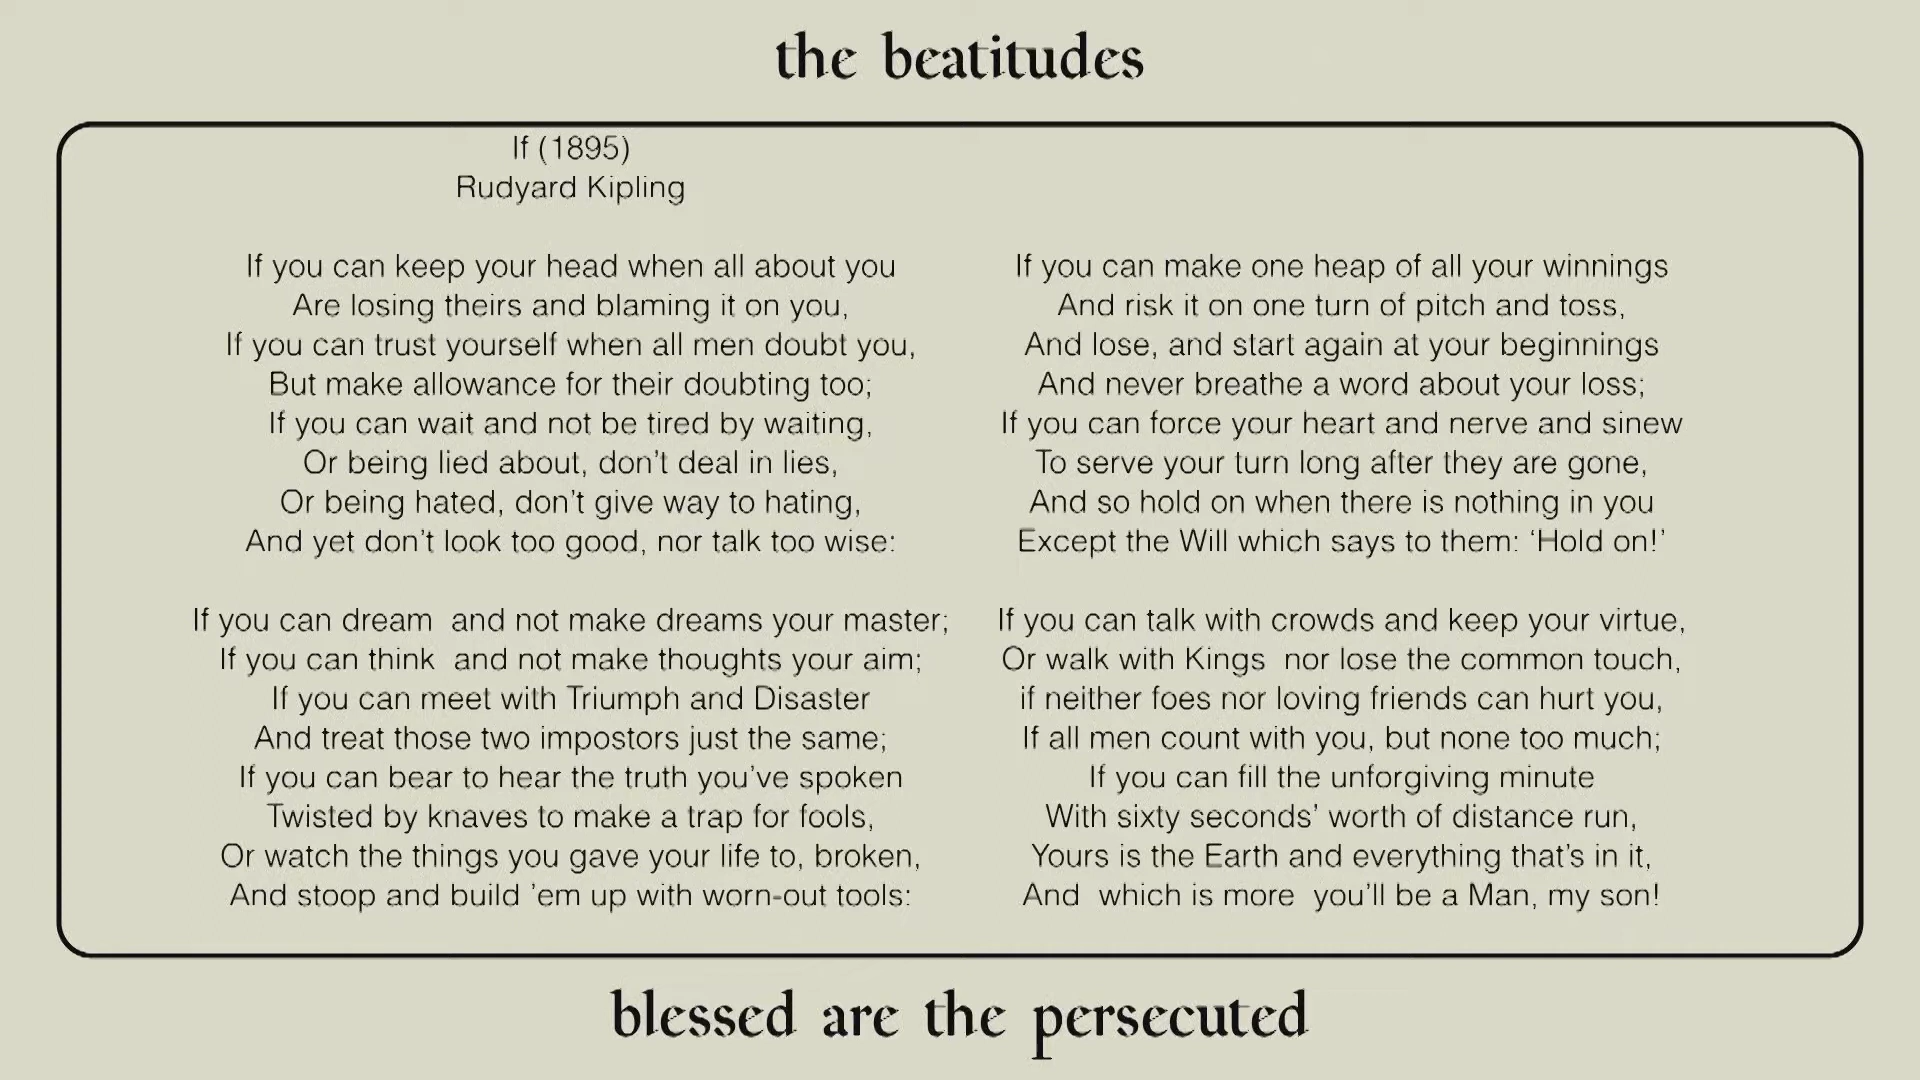 the beatitudes
If (1895)
Rudyard Kipling
If you can keep your head when all about you
Are losing theirs and blaming it on you,
If you can trust yourself when all men doubt you,
But make allowance for their doubting too;
If you can wait and not be tired by waiting,
Or being lied about, don't deal in lies,
Or being hated, don't give way to hating,
And yet don't look too good, nor talk too wise:
If you can dream  and not make dreams your master;
If you can think  and not make thoughts your aim;
If you can meet with Triumph and Disaster
And treat those two impostors just the same;
If you can bear to hear the truth you've spoken
Twisted by knaves to make a trap for fools,
Or watch the things you gave your life to, broken,
And stoop and build 'em up with worn-out tools:
If you can make one heap of all your winnings
And risk it on one turn of pitch and toss,
And lose, and start again at your beginnings
And never breathe a word about your loss;
If you can force your heart and nerve and sinew
To serve your turn long after they are gone,
And so hold on when there is nothing in you
Except the Will which says to them: ‘Hold on!’
If you can talk with crowds and keep your virtue,
Or walk with Kings  nor lose the common touch,
if neither foes nor loving friends can hurt you,
If all men count with you, but none too much;
If you can fill the unforgiving minute
With sixty seconds’ worth of distance run,
Yours is the Earth and everything that's in it,
And  which is more  you'll be a Man, my son!
blessed are the persecuted